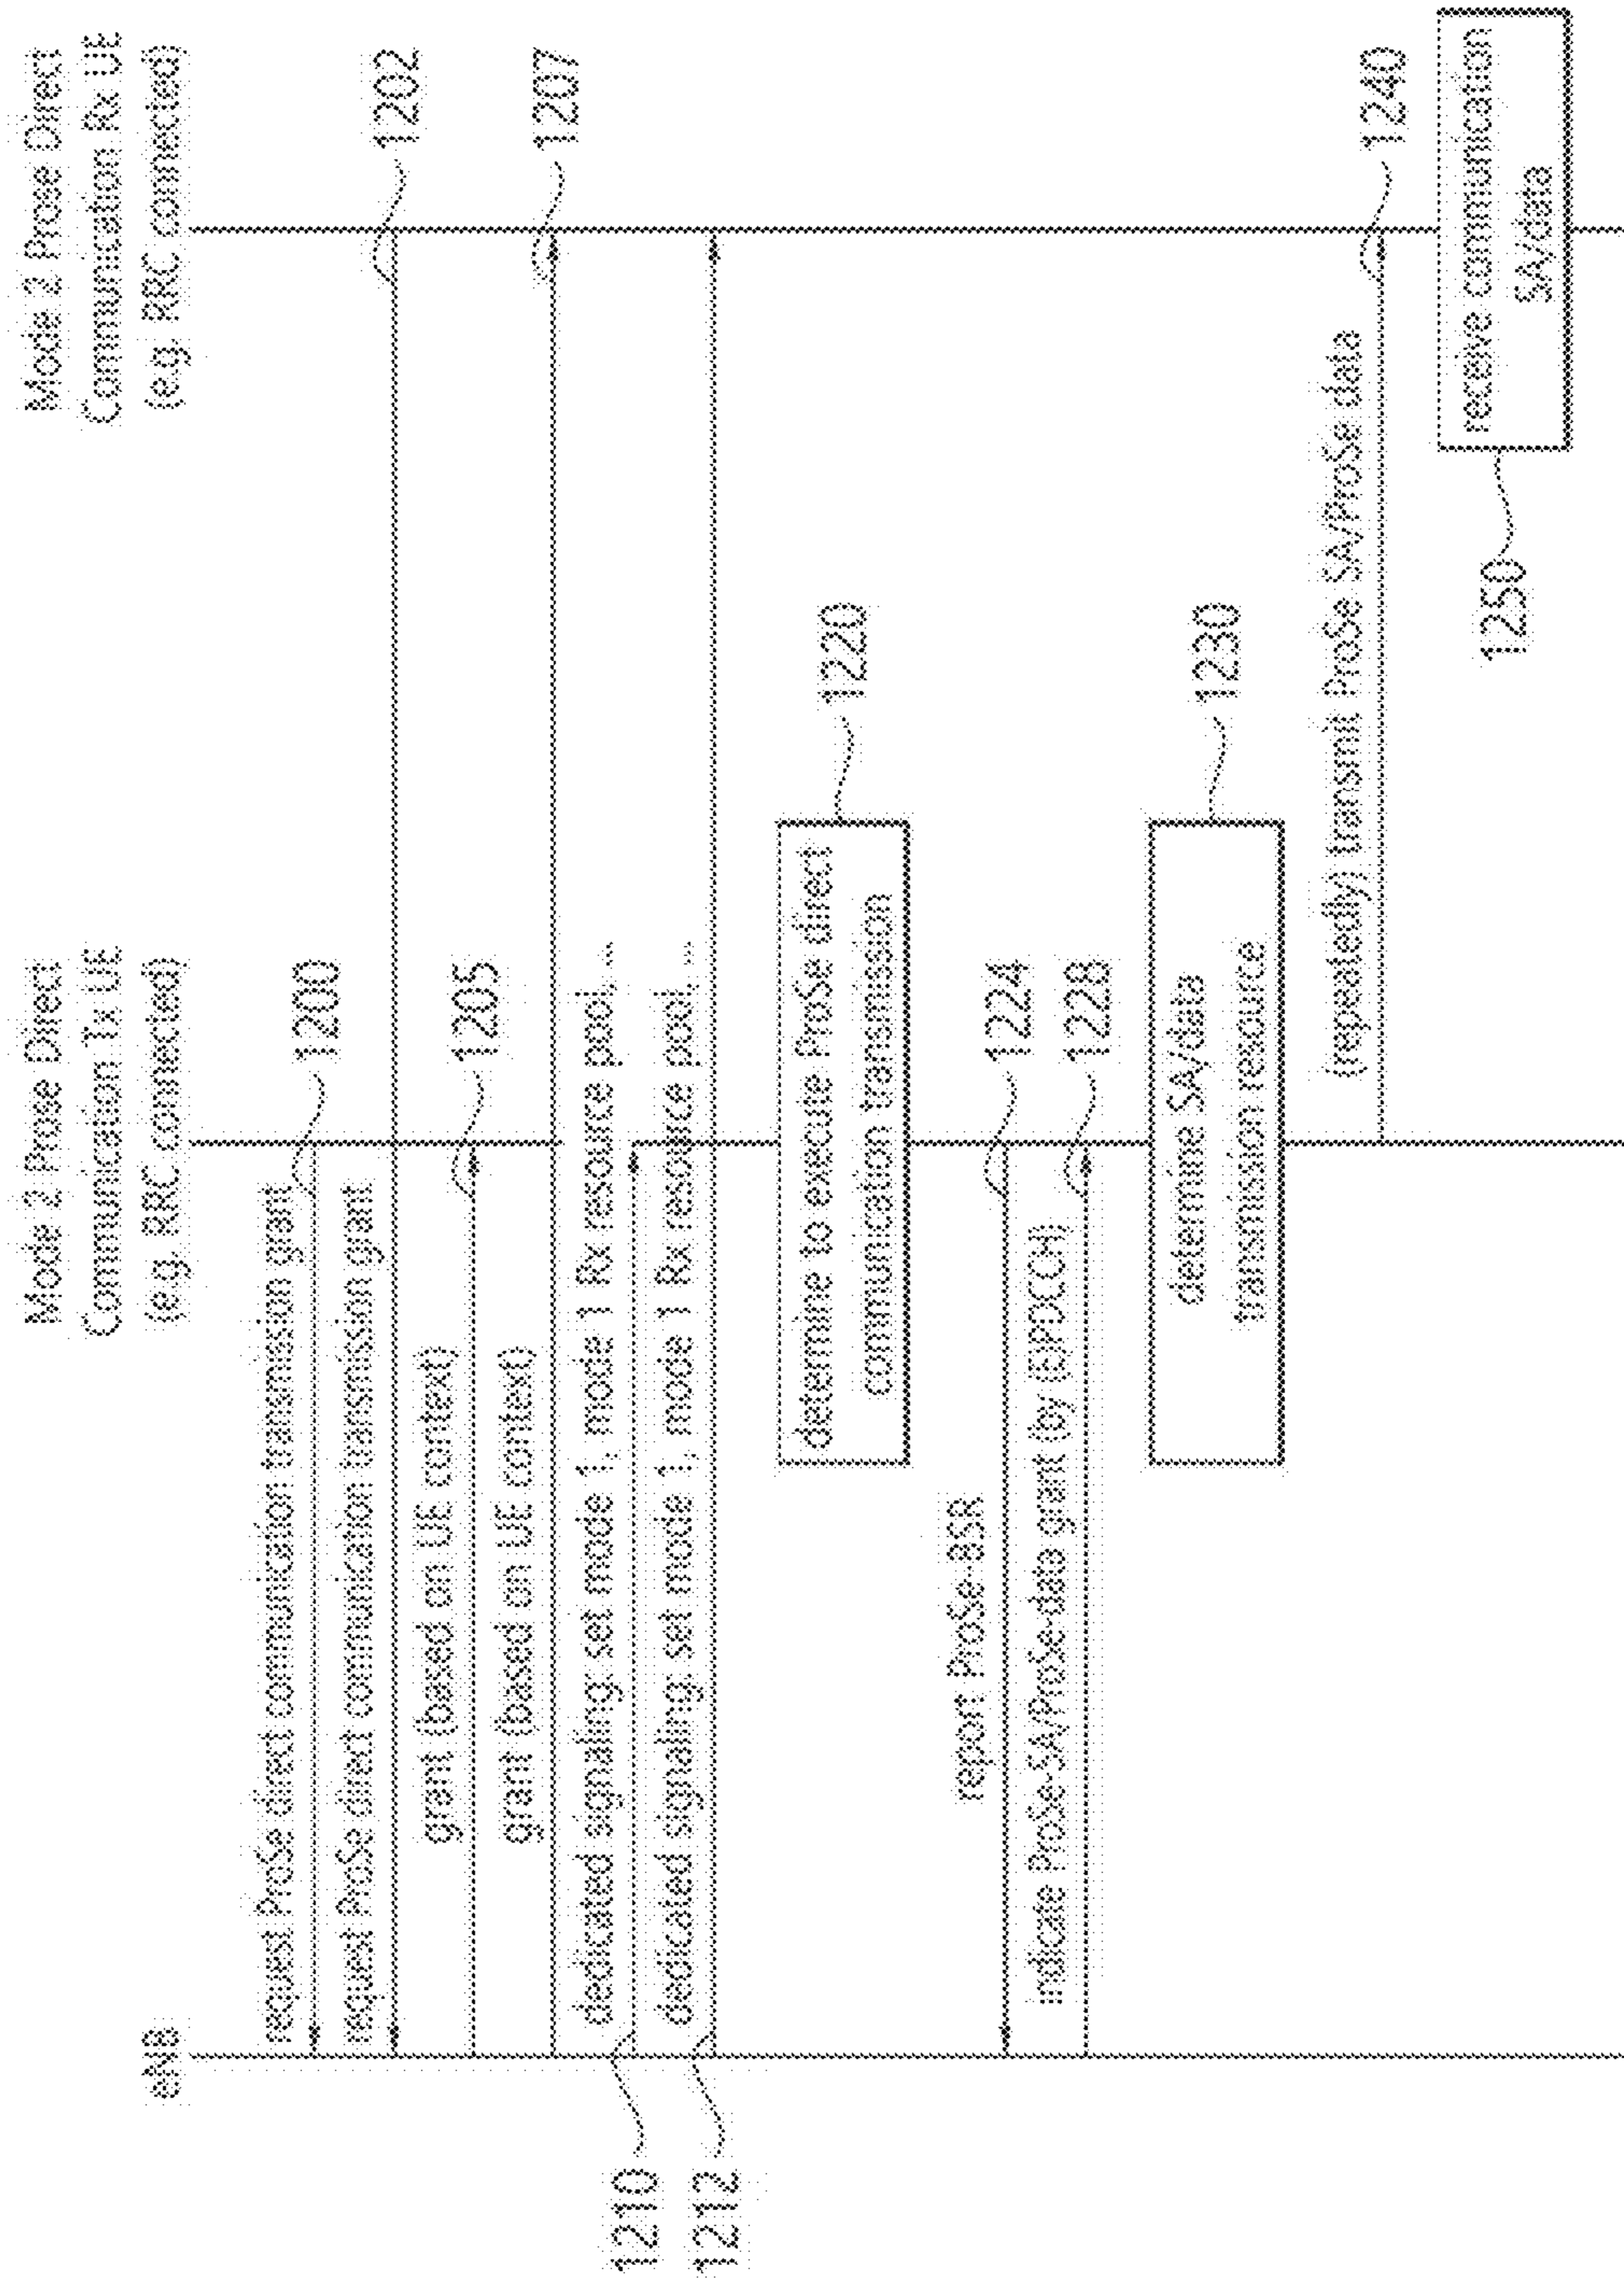 eNB
Mode 2 Prose Direct
Communication Tx UE
(e.g. RRC connected)
Mode 2 Prose Direct
Communication Rx UE
(e.g. RRC connected)
request ProSe direct communication transmission grant
1200
request ProSe direct communication transmission grant
1202
grant (based on UE context)
1205
grant (based on UE context)
1207
dedicated signaling set mode 1, mode 1 Rx resource pool,...
1210
dedicated signaling set mode 1, mode 1 Rx resource pool,...
1212
determine to execute ProSe direct
communication transmission
1220
report ProSe-BSR
1224
indicate ProSe-SA/ProSe-data grant (by (E)PDCCH)
1228
determine SA/data
transmission resource
1230
(repeatedly) transmit ProSe SA/ProSe data
1240
receive communication
SA/data
1250